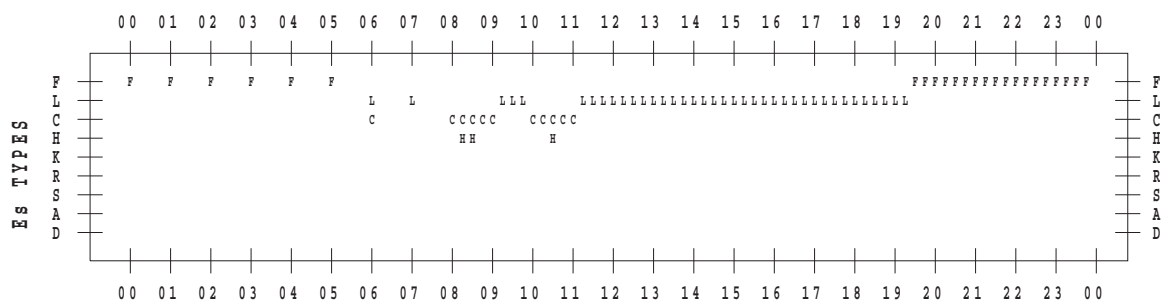 00 01 02 03 04 05 06 07 08 09 10 11 12 13 14 15 16 17 18 19 20 21 22 23 00
Es TYPES
F F F F F F F FFFFFFFFFFFFFFFFFF F
L L L LLL LLLLLLLLLLLLLLLLLLLLLLLLLLLLLLLLL L
C C CCCCC CCCCC C
H HH H H
K K
R R
S S
A A
D D
00 01 02 03 04 05 06 07 08 09 10 11 12 13 14 15 16 17 18 19 20 21 22 23 00